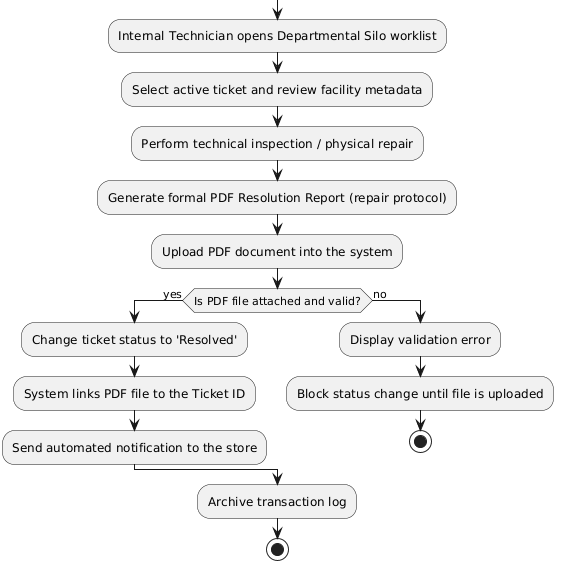 Internal Technician opens Departmental Silo worklist
Select active ticket and review facility metadata
Perform technical inspection / physical repair
Generate formal PDF Resolution Report (repair protocol)
Upload PDF document into the system
yes
Is PDF file attached and valid?
no
Change ticket status to 'Resolved'
Display validation error
System links PDF file to the Ticket ID
Block status change until file is uploaded
Send automated notification to the store
Archive transaction log